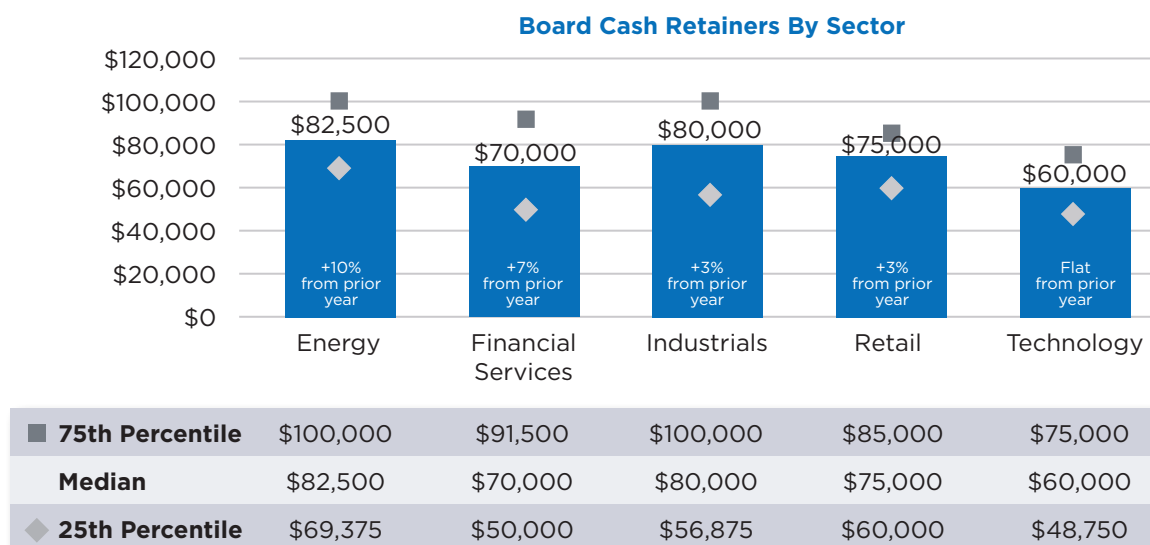 Board Cash Retainers By Sector
$120,000
$100,000
$80,000
$60,000
$40,000
$20,000
$0
$82,500
$70,000
$80,000
$75,000
$60,000
+10%
from prior
year
+7%
from prior
year
+3%
from prior
year
+3%
from prior
year
Flat
from prior
year
Energy
Financial
Services
Industrials
Retail
Technology
75th Percentile $100,000 $91,500 $100,000 $85,000 $75,000
Median $82,500 $70,000 $80,000 $75,000 $60,000
25th Percentile $69,375 $50,000 $56,875 $60,000 $48,750